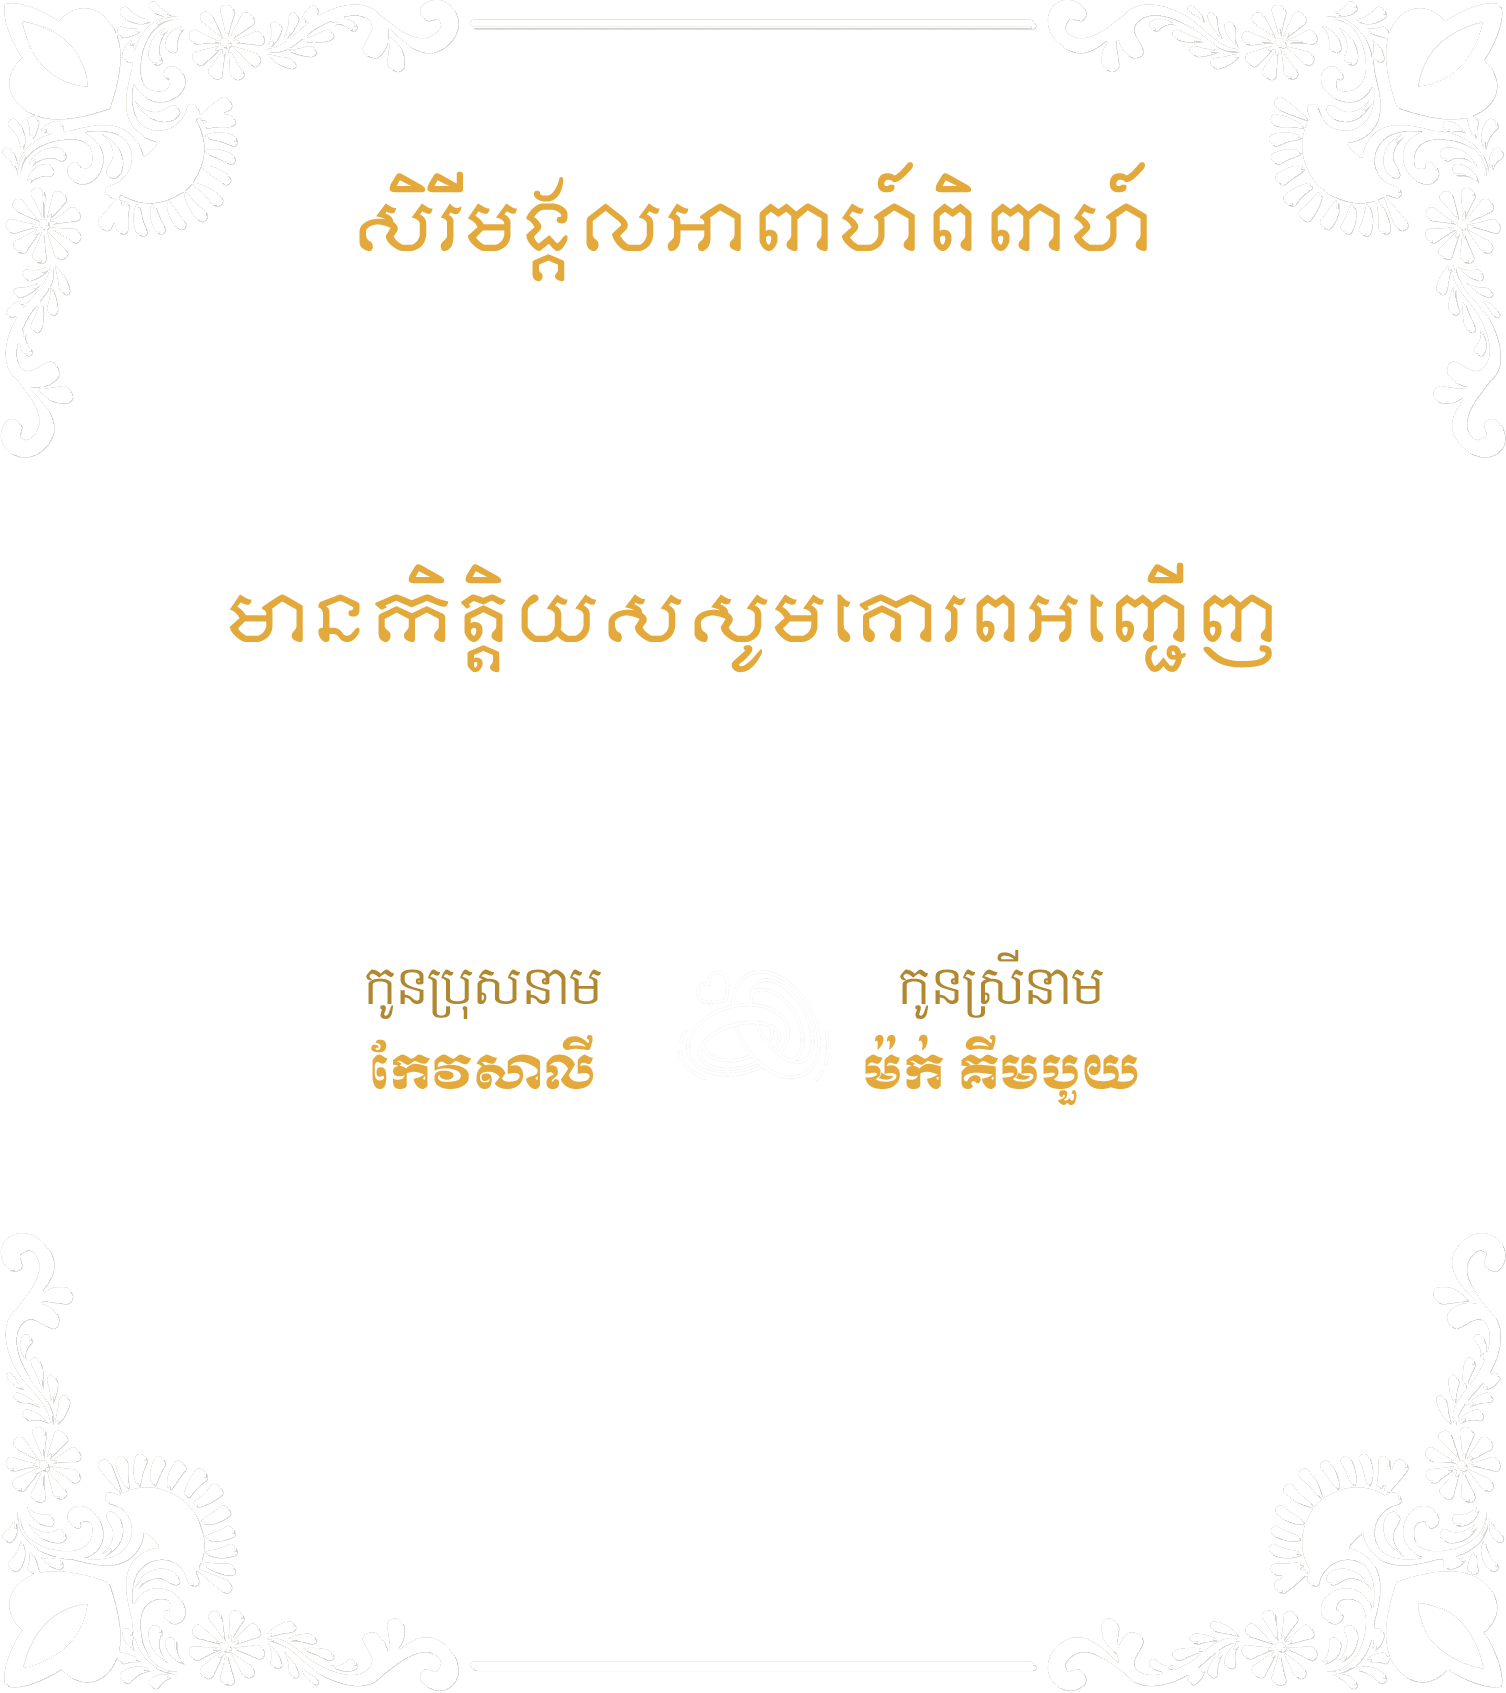 សិរីមង្គលអាពាហ៍ពិពាហ៍
មានកិត្តិយសសូមគោរពអញ្ជើញ
កូនប្រុសនាម
កែវសាលី
កូនស្រីនាម
ម៉ក់ គីមបួយ